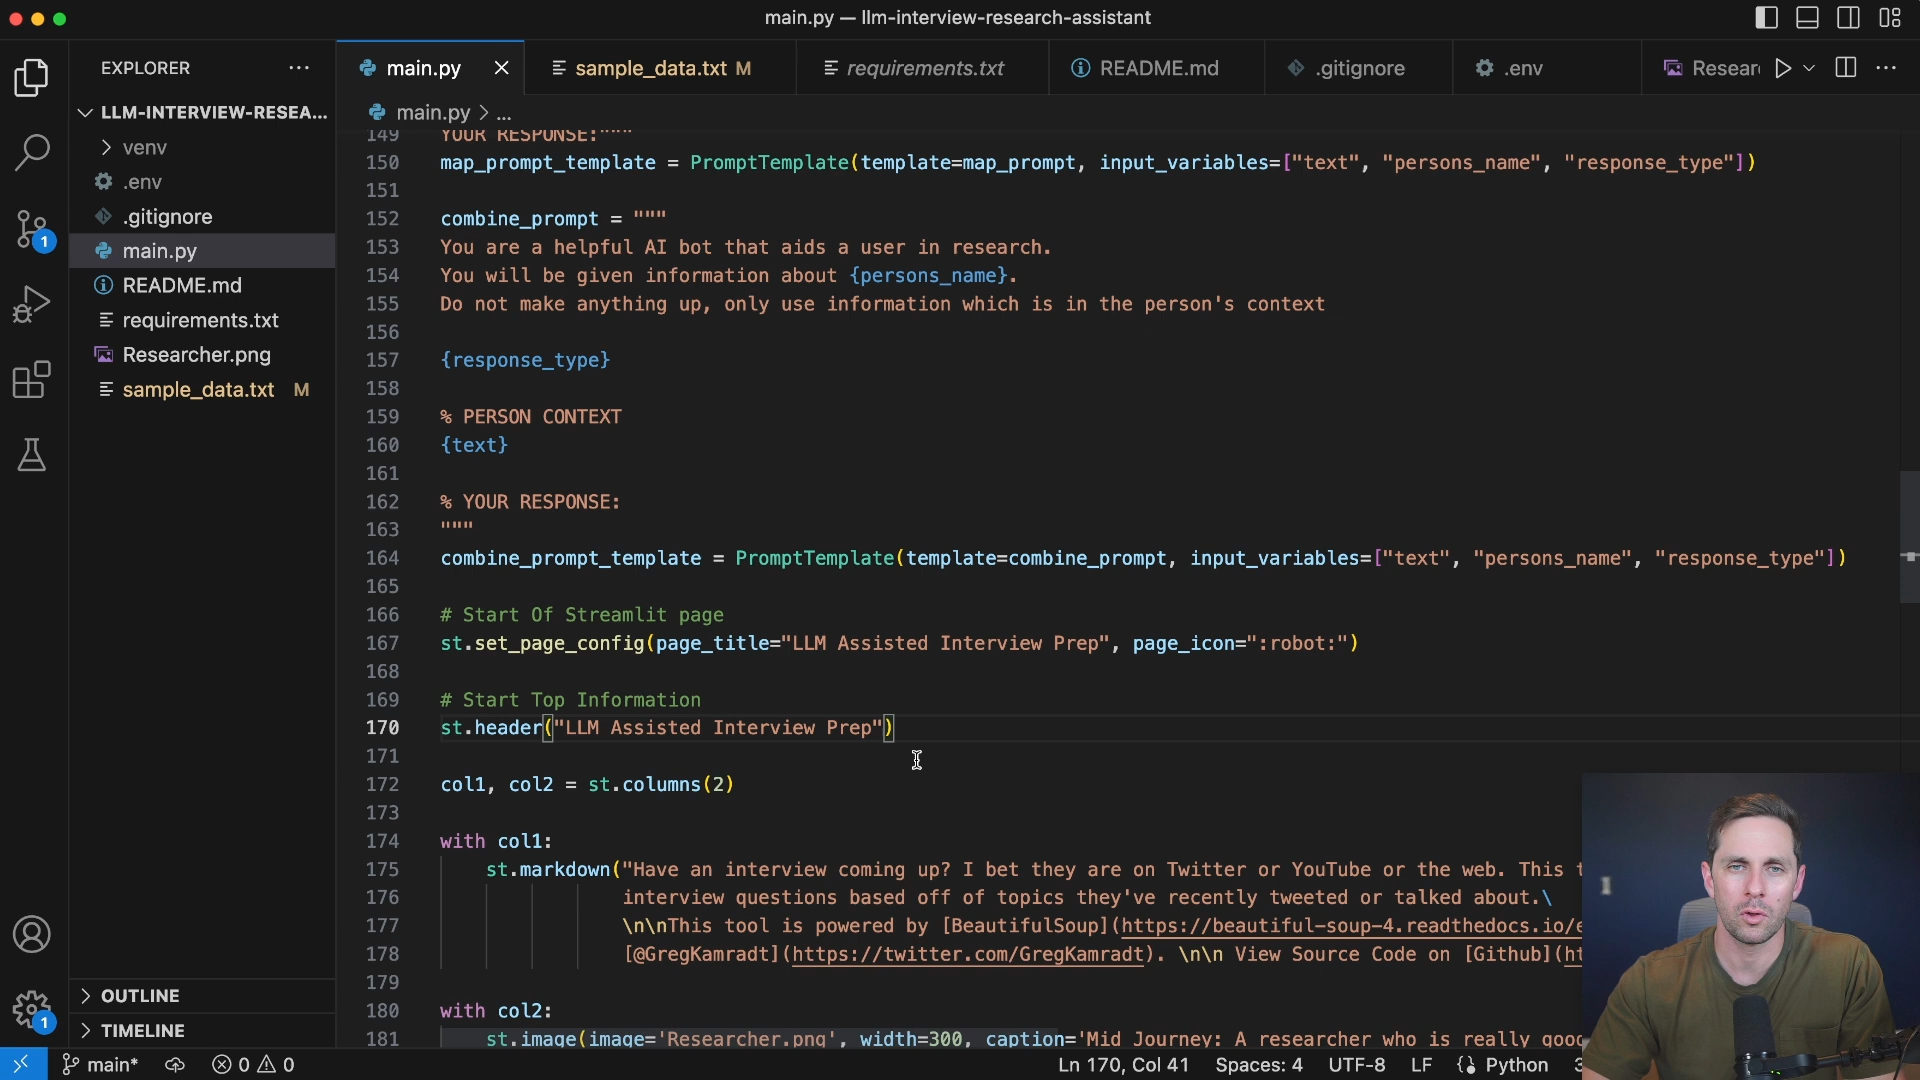 main.py — llm-interview-research-assistant
EXPLORER
main.py
sample_data.txt M
requirements.txt
README.md
.gitignore
.env
Resear
LLM-INTERVIEW-RESEA...
venv
.env
.gitignore
main.py
README.md
requirements.txt
Researcher.png
sample_data.txt M
OUTLINE
TIMELINE
1
1
main.py > ...
149 YOUR RESPONSE:"""
150 map_prompt_template = PromptTemplate(template=map_prompt, input_variables=["text", "persons_name", "response_type"])
151
152 combine_prompt = """
153 You are a helpful AI bot that aids a user in research.
154 You will be given information about {persons_name}.
155 Do not make anything up, only use information which is in the person's context
156
157 {response_type}
158
159 % PERSON CONTEXT
160 {text}
161
162 % YOUR RESPONSE:
163 """
164 combine_prompt_template = PromptTemplate(template=combine_prompt, input_variables=["text", "persons_name", "response_type"])
165
166 # Start Of Streamlit page
167 st.set_page_config(page_title="LLM Assisted Interview Prep", page_icon=":robot:")
168
169 # Start Top Information
170 st.header("LLM Assisted Interview Prep")
171
172 col1, col2 = st.columns(2)
173
174 with col1:
175 st.markdown("Have an interview coming up? I bet they are on Twitter or YouTube or the web. This t
176 interview questions based off of topics they've recently tweeted or talked about.\
177 \n\nThis tool is powered by [BeautifulSoup](https://beautiful-soup-4.readthedocs.io/e
178 [@GregKamradt](https://twitter.com/GregKamradt). \n\n View Source Code on [Github](ht
179
180 with col2:
181 st.image(image='Researcher.png', width=300, caption='Mid Journey: A researcher who is really good
main* 0 0 Ln 170, Col 41 Spaces: 4 UTF-8 LF Python 3